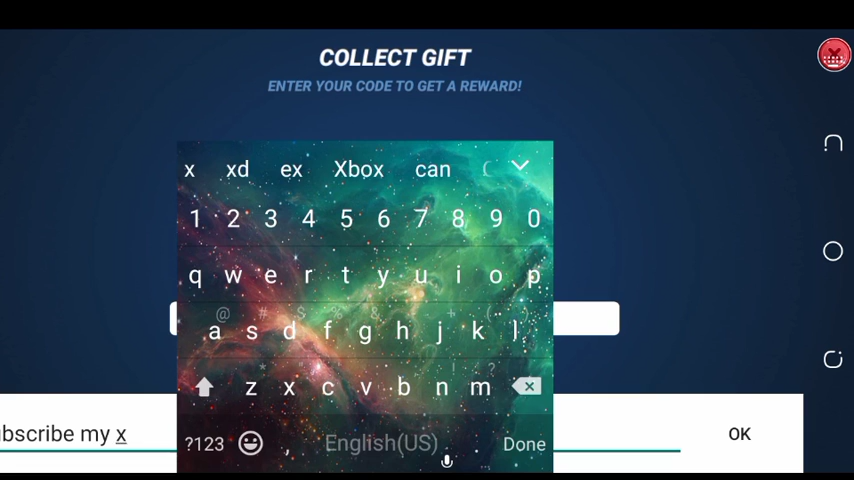 COLLECT GIFT
ENTER YOUR CODE TO GET A REWARD!
x xd ex Xbox can
1 2 3 4 5 6 7 8 9 0
q w e r t y u i o p
@ # $ % & + ( )
a s d f g h j k l
* " ' : ! ?
z x c v b n m
?123 , English(US) . Done
bscribe my x
OK